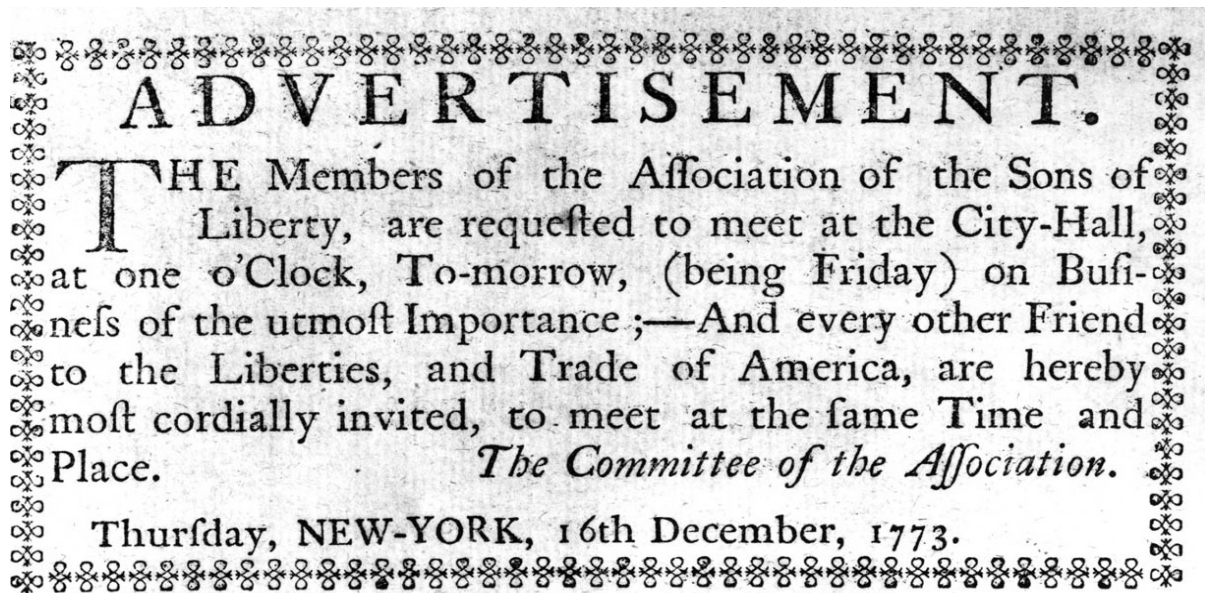 ADVERTISEMENT.
THE Members of the Aſſociation of the Sons of
Liberty, are requeſted to meet at the City-Hall,
at one o'Clock, To-morrow, (being Friday) on Buſi-
neſs of the utmoſt Importance ;—And every other Friend
to the Liberties, and Trade of America, are hereby
moſt cordially invited, to meet at the ſame Time and
Place. The Committee of the Aſſociation.
Thurſday, NEW-YORK, 16th December, 1773.